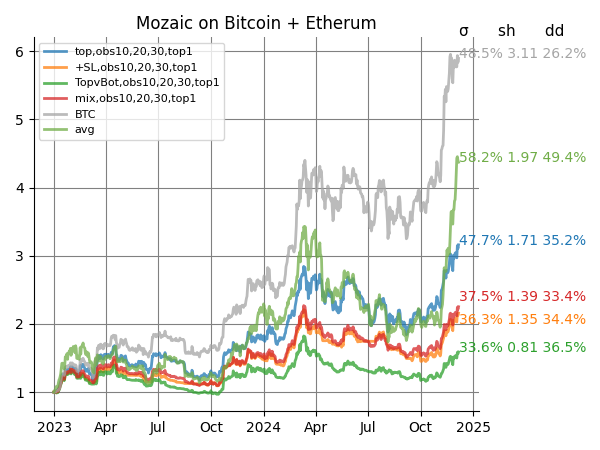 Mozaic on Bitcoin + Etherum
σ sh dd
top,obs10,20,30,top1
+SL,obs10,20,30,top1
TopvBot,obs10,20,30,top1
mix,obs10,20,30,top1
BTC
avg
48.5% 3.11 26.2%
58.2% 1.97 49.4%
47.7% 1.71 35.2%
37.5% 1.39 33.4%
36.3% 1.35 34.4%
33.6% 0.81 36.5%
6
5
4
3
2
1
2023 Apr Jul Oct 2024 Apr Jul Oct 2025